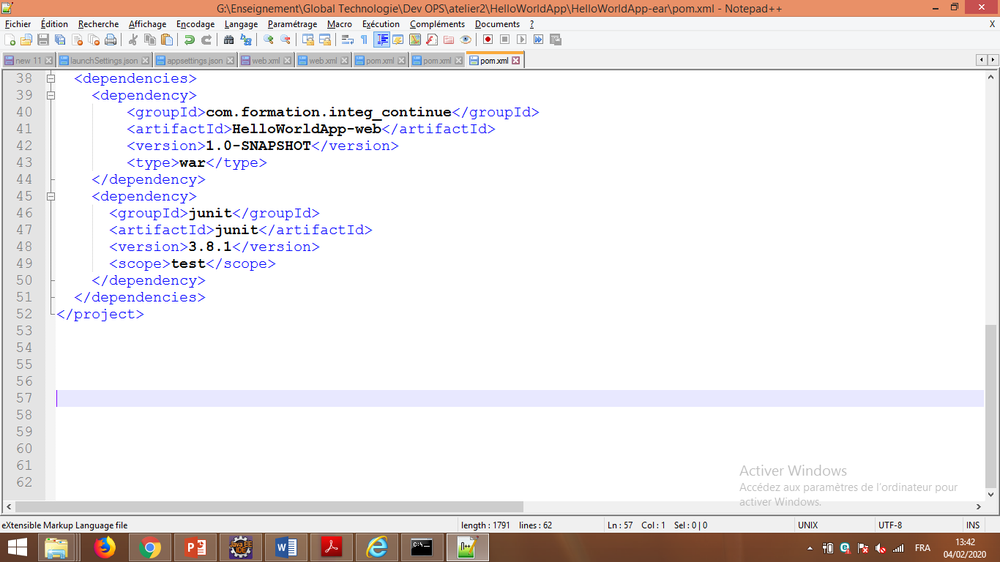 G:\Enseignement\Global Technologie\Dev OPS\atelier2\HelloWorldApp\HelloWorldApp-ear\pom.xml - Notepad++
Fichier Édition Recherche Affichage Encodage Langage Paramétrage Macro Exécution Compléments Documents ? X
new 11 launchSettings.json appsettings.json web.xml web.xml pom.xml pom.xml pom.xml
38 <dependencies>
39 <dependency>
40 <groupId>com.formation.integ_continue</groupId>
41 <artifactId>HelloWorldApp-web</artifactId>
42 <version>1.0-SNAPSHOT</version>
43 <type>war</type>
44 </dependency>
45 <dependency>
46 <groupId>junit</groupId>
47 <artifactId>junit</artifactId>
48 <version>3.8.1</version>
49 <scope>test</scope>
50 </dependency>
51 </dependencies>
52 </project>
53
54
55
56
57
58
59
60
61
62
Activer Windows
Accédez aux paramètres de l'ordinateur pour
activer Windows.
eXtensible Markup Language file length : 1791 lines : 62 Ln : 57 Col : 1 Sel : 0 | 0 UNIX UTF-8 INS
Java EE
IDE
FRA
13:42
04/02/2020